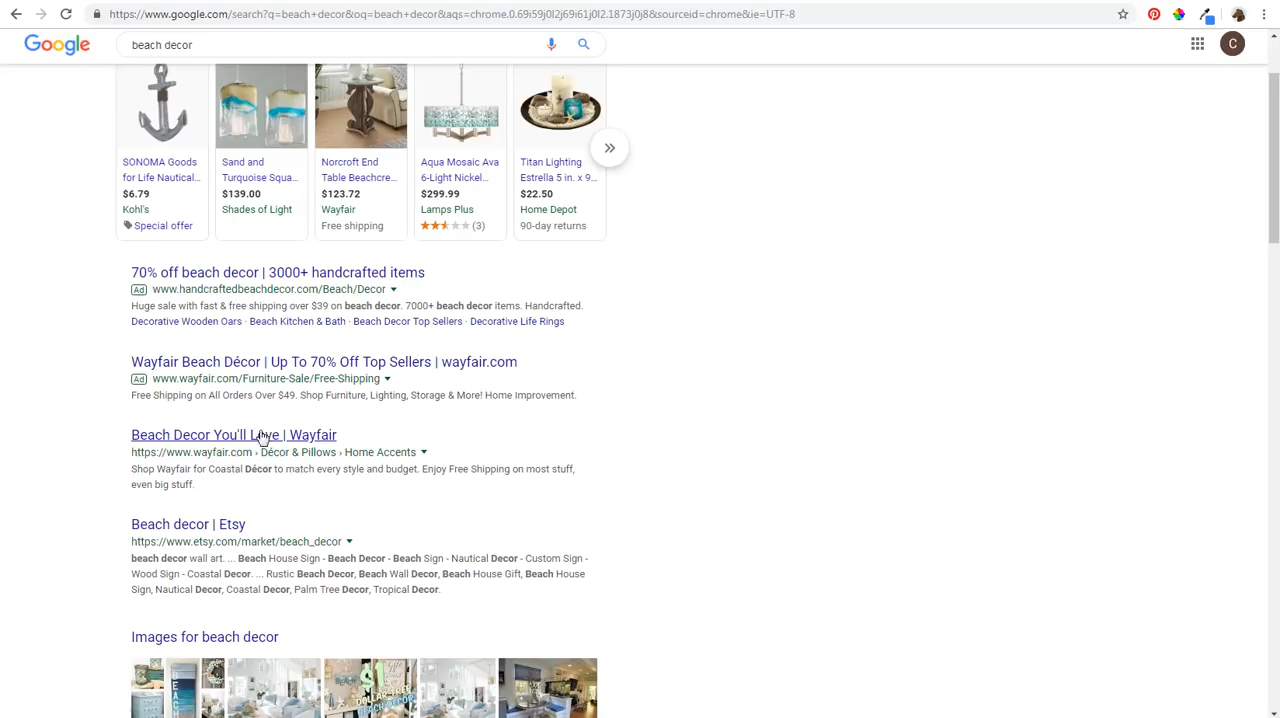 https://www.google.com/search?q=beach+decor&oq=beach+decor&aqs=chrome.0.69i59j0l2j69i61j0l2.1873j0j8&sourceid=chrome&ie=UTF-8
Google
beach decor
C
SONOMA Goods for Life Nautical...
$6.79
Kohl's
Special offer
Sand and Turquoise Squa...
$139.00
Shades of Light
Norcroft End Table Beachcre...
$123.72
Wayfair
Free shipping
Aqua Mosaic Ava 6-Light Nickel...
$299.99
Lamps Plus
(3)
Titan Lighting Estrella 5 in. x 9...
$22.50
Home Depot
90-day returns
70% off beach decor | 3000+ handcrafted items
Ad www.handcraftedbeachdecor.com/Beach/Decor
Huge sale with fast & free shipping over $39 on beach decor. 7000+ beach decor items. Handcrafted.
Decorative Wooden Oars · Beach Kitchen & Bath · Beach Decor Top Sellers · Decorative Life Rings
Wayfair Beach Décor | Up To 70% Off Top Sellers | wayfair.com
Ad www.wayfair.com/Furniture-Sale/Free-Shipping
Free Shipping on All Orders Over $49. Shop Furniture, Lighting, Storage & More! Home Improvement.
Beach Decor You'll Love | Wayfair
https://www.wayfair.com › Décor & Pillows › Home Accents
Shop Wayfair for Coastal Décor to match every style and budget. Enjoy Free Shipping on most stuff,
even big stuff.
Beach decor | Etsy
https://www.etsy.com/market/beach_decor
beach decor wall art. ... Beach House Sign - Beach Decor - Beach Sign - Nautical Decor - Custom Sign -
Wood Sign - Coastal Decor. ... Rustic Beach Decor, Beach Wall Decor, Beach House Gift, Beach House
Sign, Nautical Decor, Coastal Decor, Palm Tree Decor, Tropical Decor.
Images for beach decor
BEACH
$1
DOLLAR TREE
BEACH DECOR